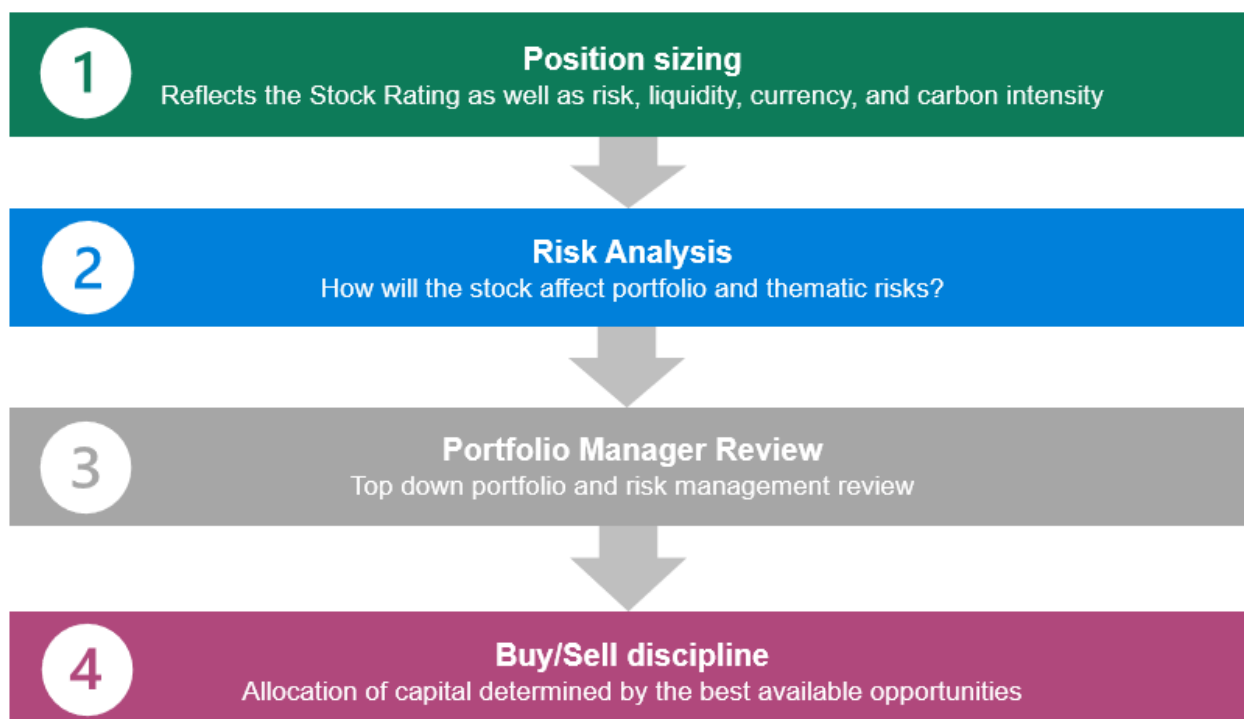 1
Position sizing
Reflects the Stock Rating as well as risk, liquidity, currency, and carbon intensity
2
Risk Analysis
How will the stock affect portfolio and thematic risks?
3
Portfolio Manager Review
Top down portfolio and risk management review
4
Buy/Sell discipline
Allocation of capital determined by the best available opportunities